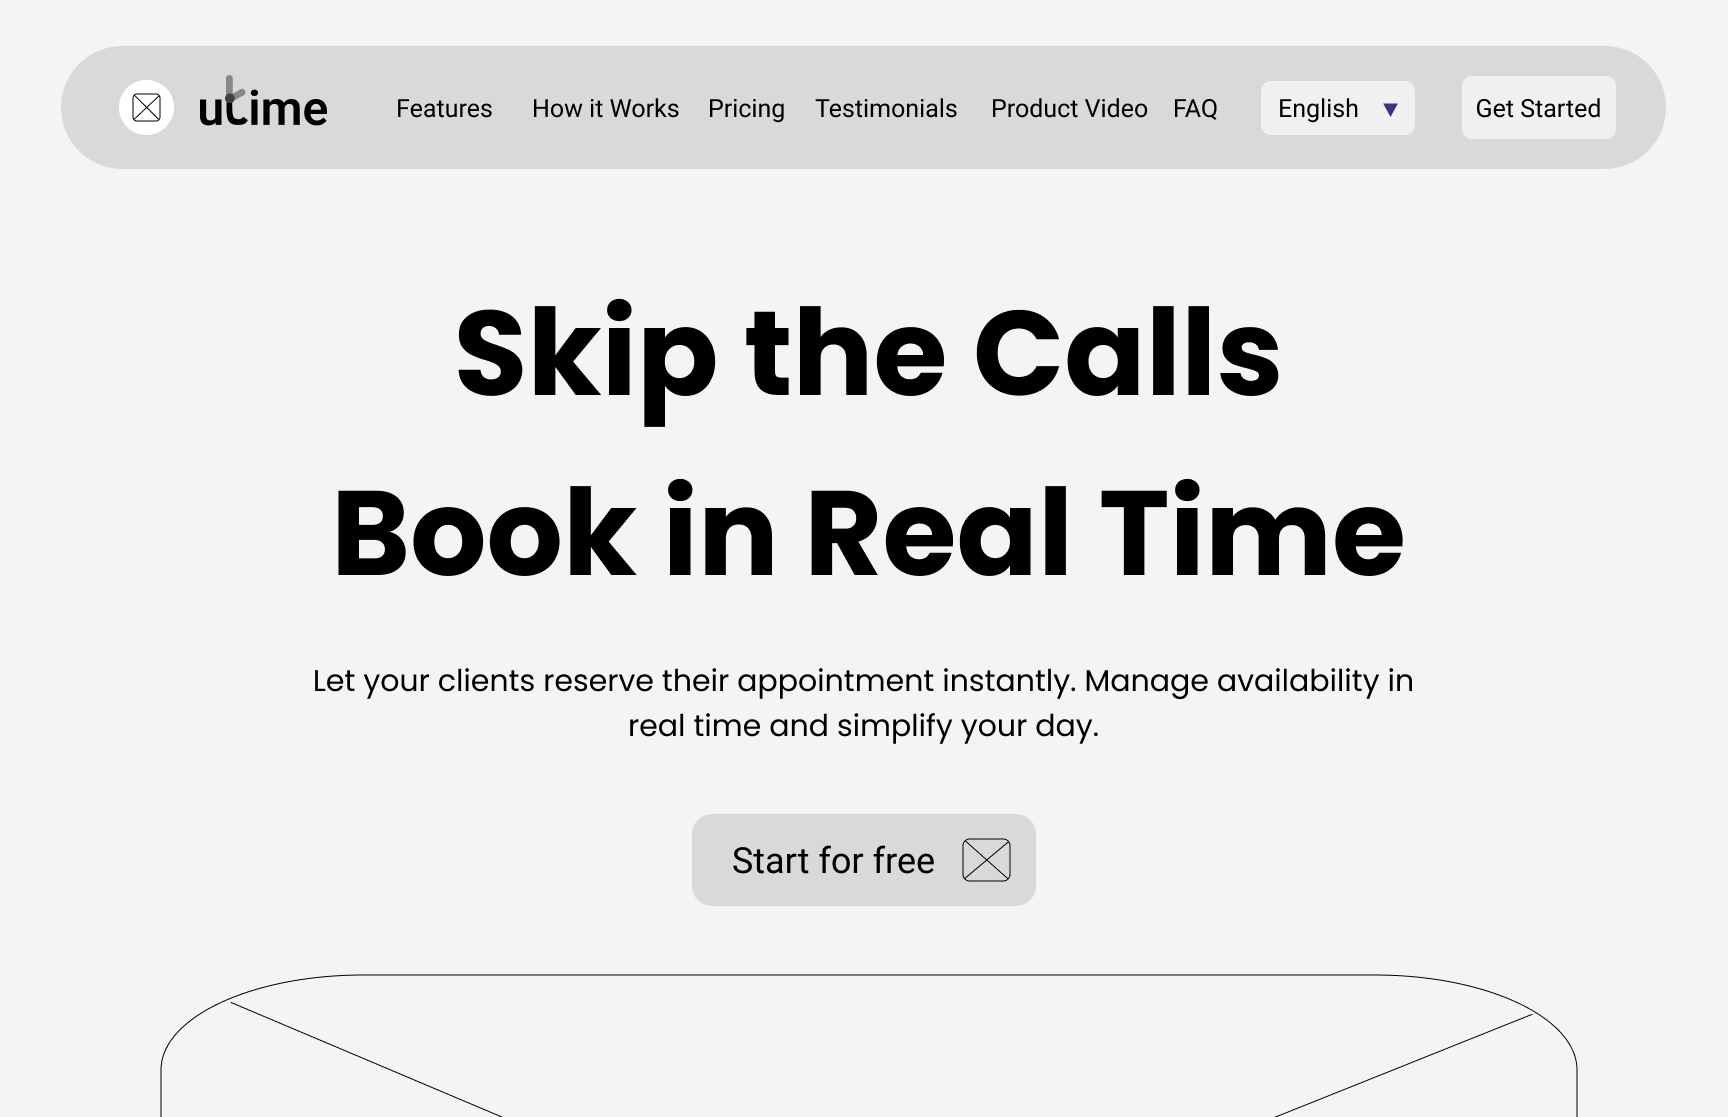 utime
Features
How it Works
Pricing
Testimonials
Product Video
FAQ
English
Get Started
Skip the Calls
Book in Real Time
Let your clients reserve their appointment instantly. Manage availability in
real time and simplify your day.
Start for free